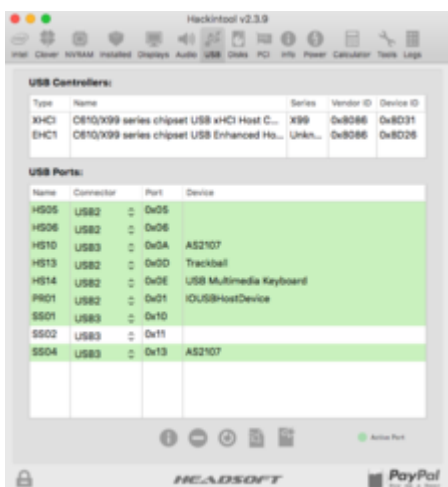 Hackintool v2.3.9
Intel Clover NVRAM Installed Displays Audio USB Disks PCI Info Power Calculator Tools Logs
USB Controllers:
Type Name Series Vendor ID Device ID
XHCI C610/X99 series chipset USB xHCI Host C... X99 0x8086 0x8D31
EHC1 C610/X99 series chipset USB Enhanced Ho... Unkn... 0x8086 0x8D26
USB Ports:
Name Connector Port Device
HS05 USB2 0x05
HS06 USB2 0x06
HS10 USB3 0x0A AS2107
HS13 USB2 0x0D Trackball
HS14 USB2 0x0E USB Multimedia Keyboard
PR01 USB2 0x01 IOUSBHostDevice
SS01 USB3 0x10
SS02 USB3 0x11
SS04 USB3 0x13 AS2107
Active Port
HEADSOFT
PayPal